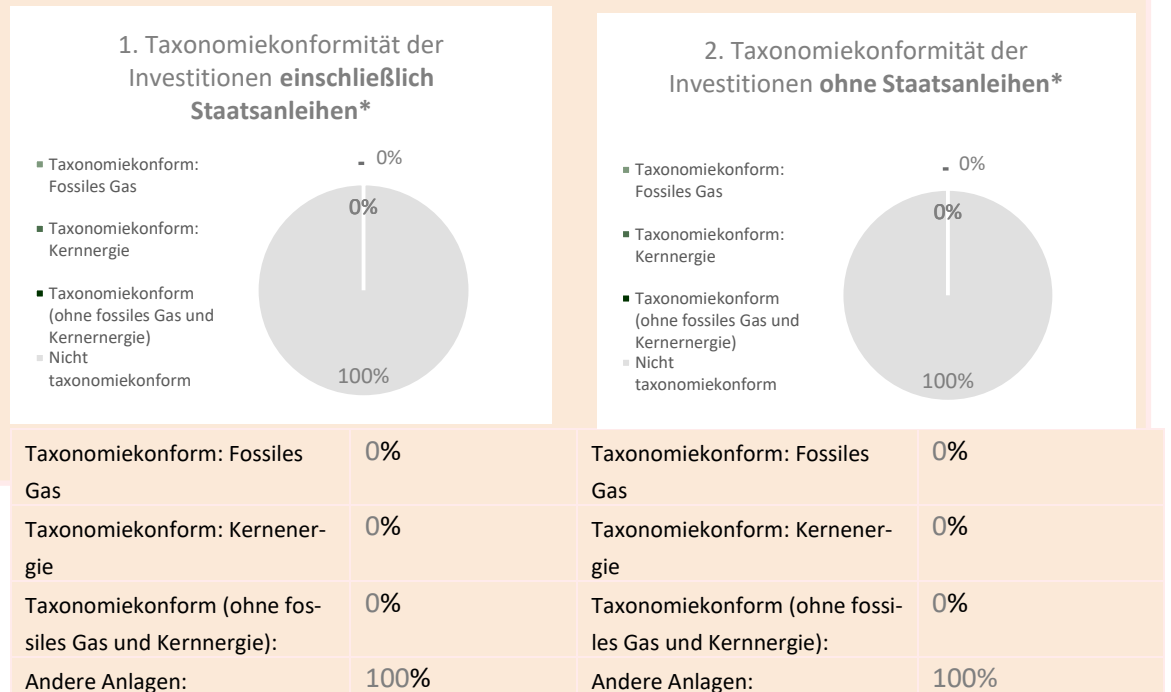 1. Taxonomiekonformität der
Investitionen einschließlich
Staatsanleihen*
Taxonomiekonform:
Fossiles Gas
Taxonomiekonform:
Kernnergie
Taxonomiekonform
(ohne fossiles Gas und
Kernernergie)
Nicht
taxonomiekonform
- 0%
0%
100%
2. Taxonomiekonformität der
Investitionen ohne Staatsanleihen*
Taxonomiekonform:
Fossiles Gas
Taxonomiekonform:
Kernnergie
Taxonomiekonform
(ohne fossiles Gas und
Kernernergie)
Nicht
taxonomiekonform
- 0%
0%
100%
Taxonomiekonform: Fossiles 0% Taxonomiekonform: Fossiles 0%
Gas Gas
Taxonomiekonform: Kernener- 0% Taxonomiekonform: Kernener- 0%
gie gie
Taxonomiekonform (ohne fos- 0% Taxonomiekonform (ohne fossi- 0%
siles Gas und Kernnergie): les Gas und Kernnergie):
Andere Anlagen: 100% Andere Anlagen: 100%